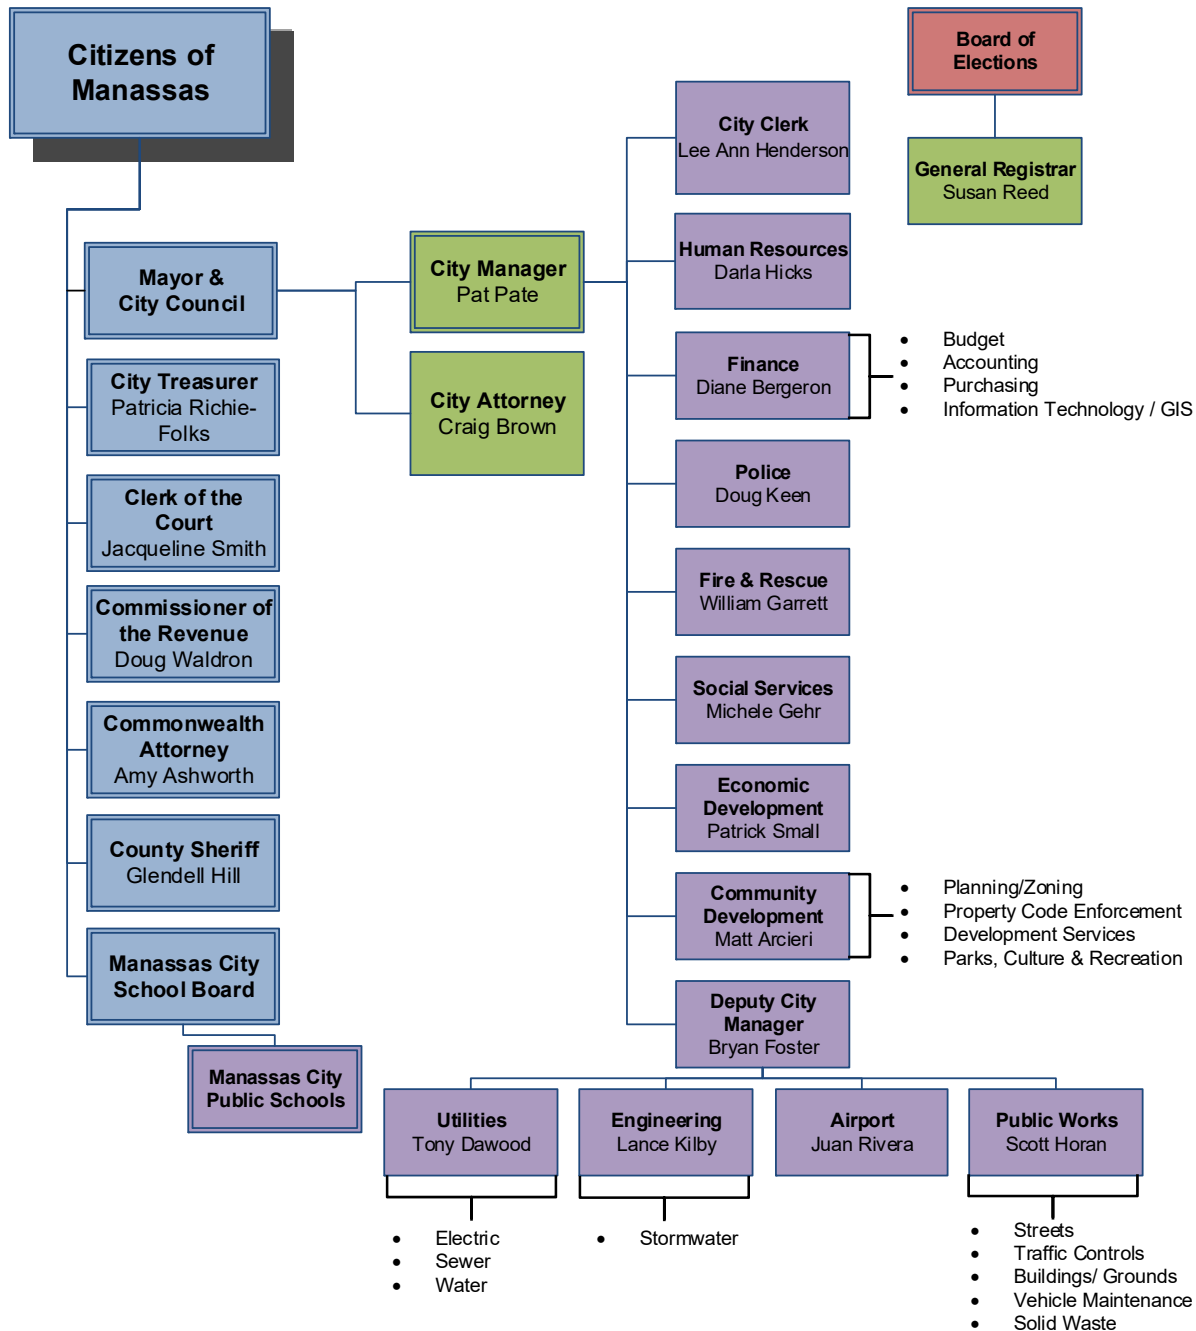 Citizens of
Manassas
Board of
Elections
General Registrar
Susan Reed
Mayor &
City Council
City Treasurer
Patricia Richie-
Folks
Clerk of the
Court
Jacqueline Smith
Commissioner of
the Revenue
Doug Waldron
Commonwealth
Attorney
Amy Ashworth
County Sheriff
Glendell Hill
Manassas City
School Board
Manassas City
Public Schools
City Manager
Pat Pate
City Attorney
Craig Brown
City Clerk
Lee Ann Henderson
Human Resources
Darla Hicks
Finance
Diane Bergeron
• Budget
• Accounting
• Purchasing
• Information Technology / GIS
Police
Doug Keen
Fire & Rescue
William Garrett
Social Services
Michele Gehr
Economic
Development
Patrick Small
Community
Development
Matt Arcieri
• Planning/Zoning
• Property Code Enforcement
• Development Services
• Parks, Culture & Recreation
Deputy City
Manager
Bryan Foster
Utilities
Tony Dawood
• Electric
• Sewer
• Water
Engineering
Lance Kilby
• Stormwater
Airport
Juan Rivera
Public Works
Scott Horan
• Streets
• Traffic Controls
• Buildings/ Grounds
• Vehicle Maintenance
• Solid Waste